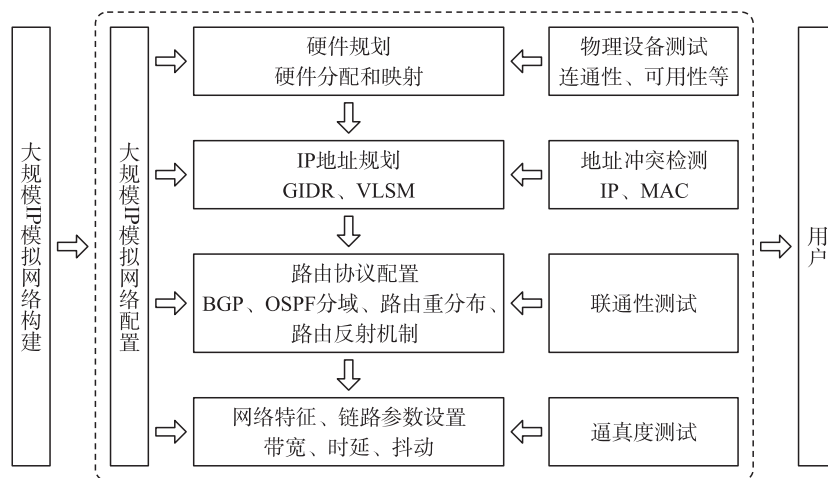 大规模IP模拟网络构建
大规模IP模拟网络配置
硬件规划
硬件分配和映射
物理设备测试
连通性、可用性等
IP地址规划
GIDR、VLSM
地址冲突检测
IP、MAC
路由协议配置
BGP、OSPF分域、路由重分布、
路由反射机制
联通性测试
网络特征、链路参数设置
带宽、时延、抖动
逼真度测试
用户